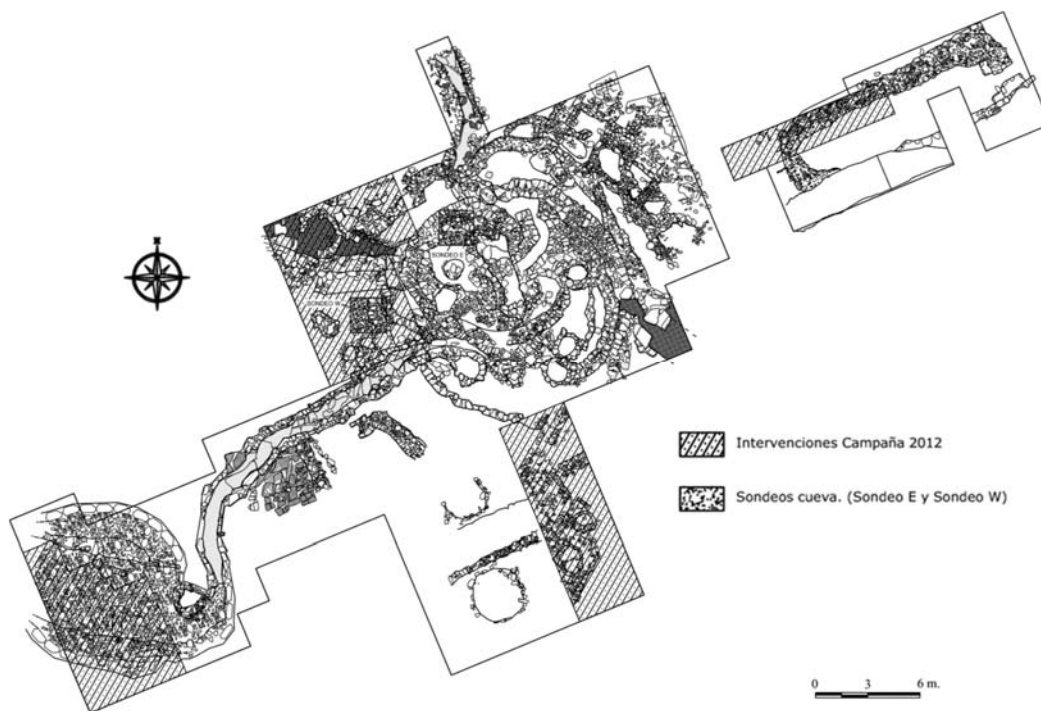 N
SONDEO E
SONDEO W
Intervenciones Campaña 2012
Sondeos cueva. (Sondeo E y Sondeo W)
0 3 6 m.